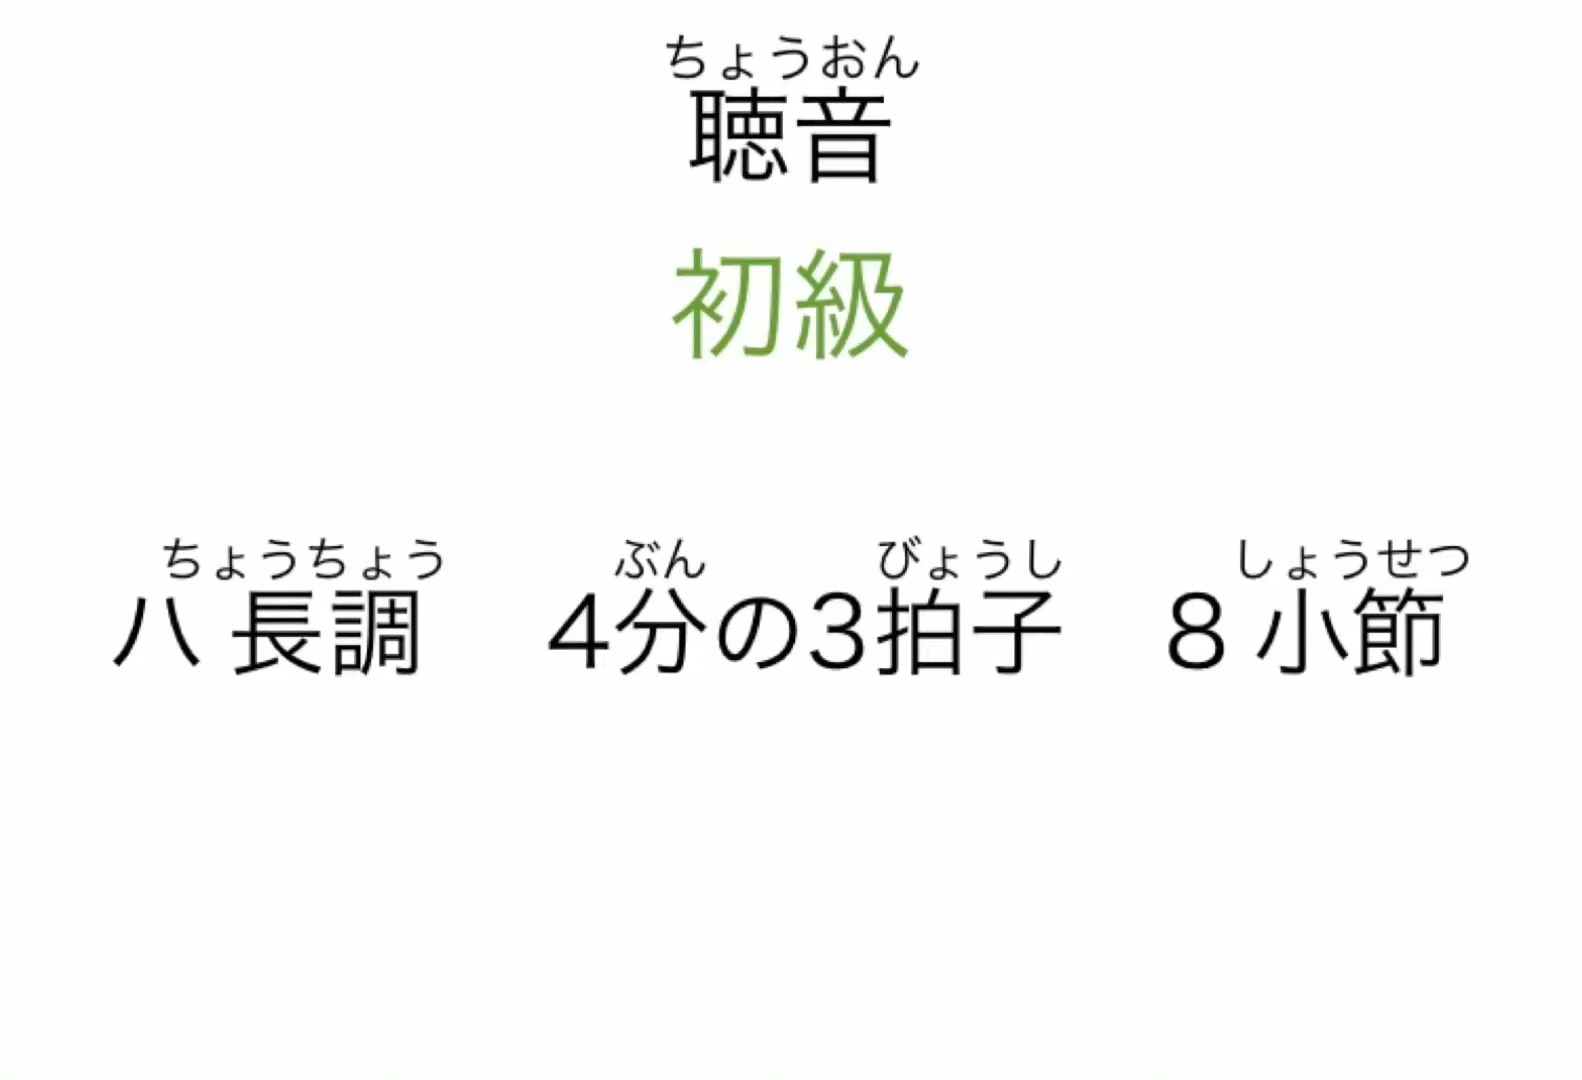 ちょうおん
聴音
初級
ちょうちょう ぶん びょうし しょうせつ
ハ長調 4分の3拍子 8小節